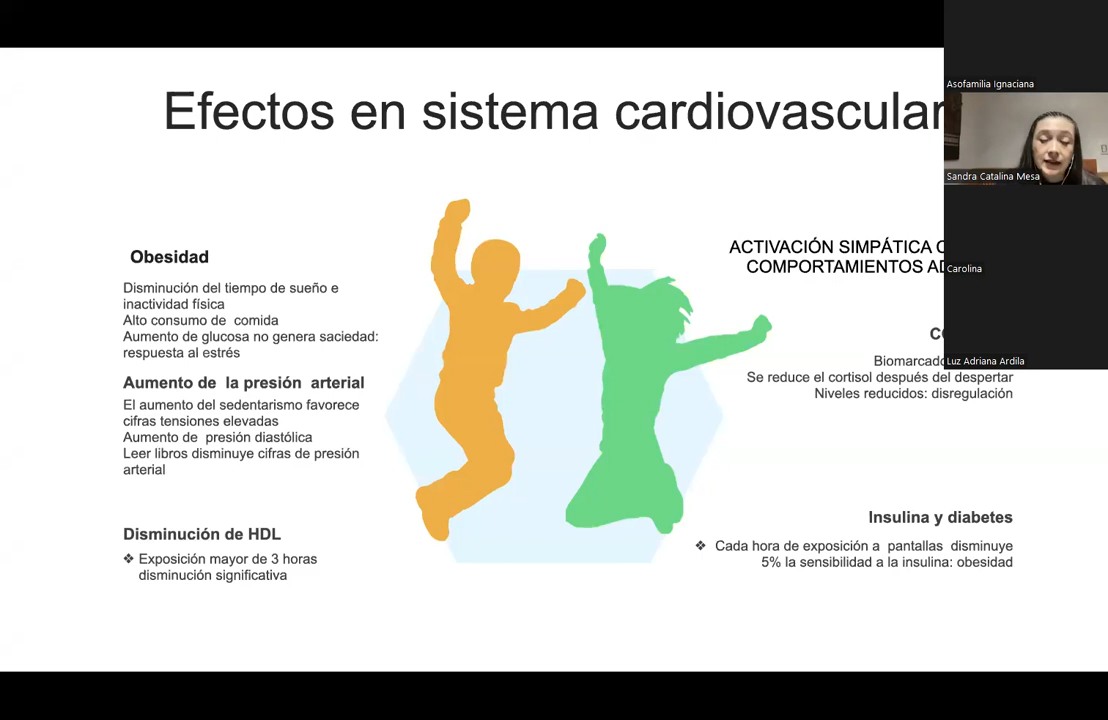 Efectos en sistema cardiovascular
Asofamilia Ignaciana
Sandra Catalina Mesa
Carolina
Luz Adriana Ardila
Obesidad
Disminución del tiempo de sueño e
inactividad física
Alto consumo de comida
Aumento de glucosa no genera saciedad:
respuesta al estrés
Aumento de la presión arterial
El aumento del sedentarismo favorece
cifras tensiones elevadas
Aumento de presión diastólica
Leer libros disminuye cifras de presión
arterial
Disminución de HDL
❖ Exposición mayor de 3 horas
disminución significativa
ACTIVACIÓN SIMPÁTICA
COMPORTAMIENTOS
Se reduce el cortisol después del despertar
Niveles reducidos: disregulación
Insulina y diabetes
❖ Cada hora de exposición a pantallas disminuye
5% la sensibilidad a la insulina: obesidad